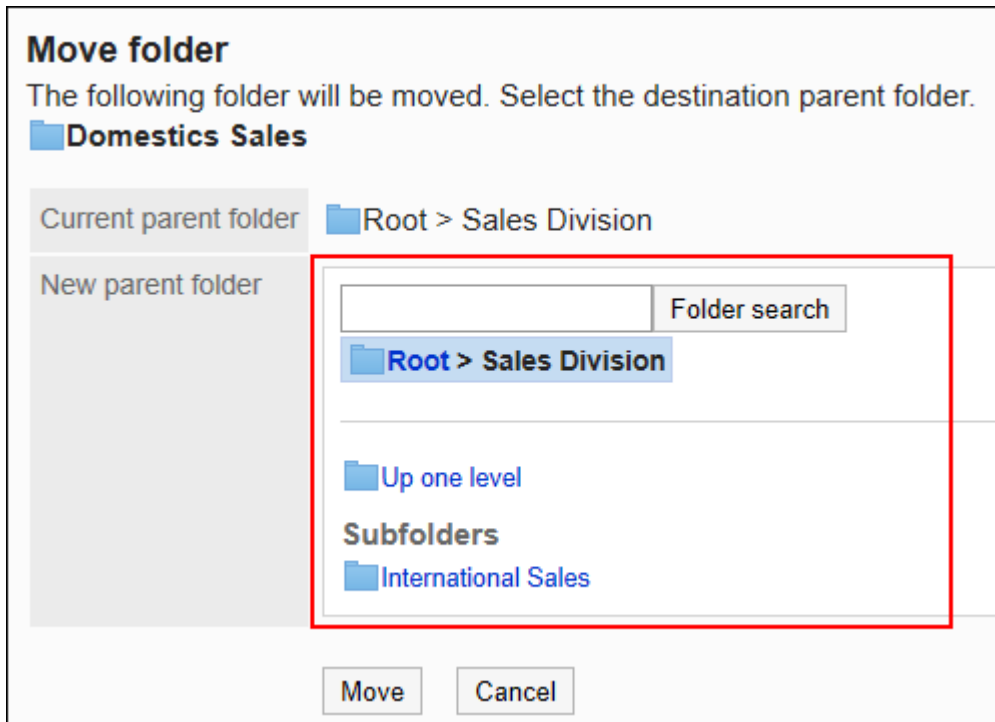 Move folder
The following folder will be moved. Select the destination parent folder.
Domestics Sales
Current parent folder Root > Sales Division
New parent folder
Folder search
Root > Sales Division
Up one level
Subfolders
International Sales
Move Cancel